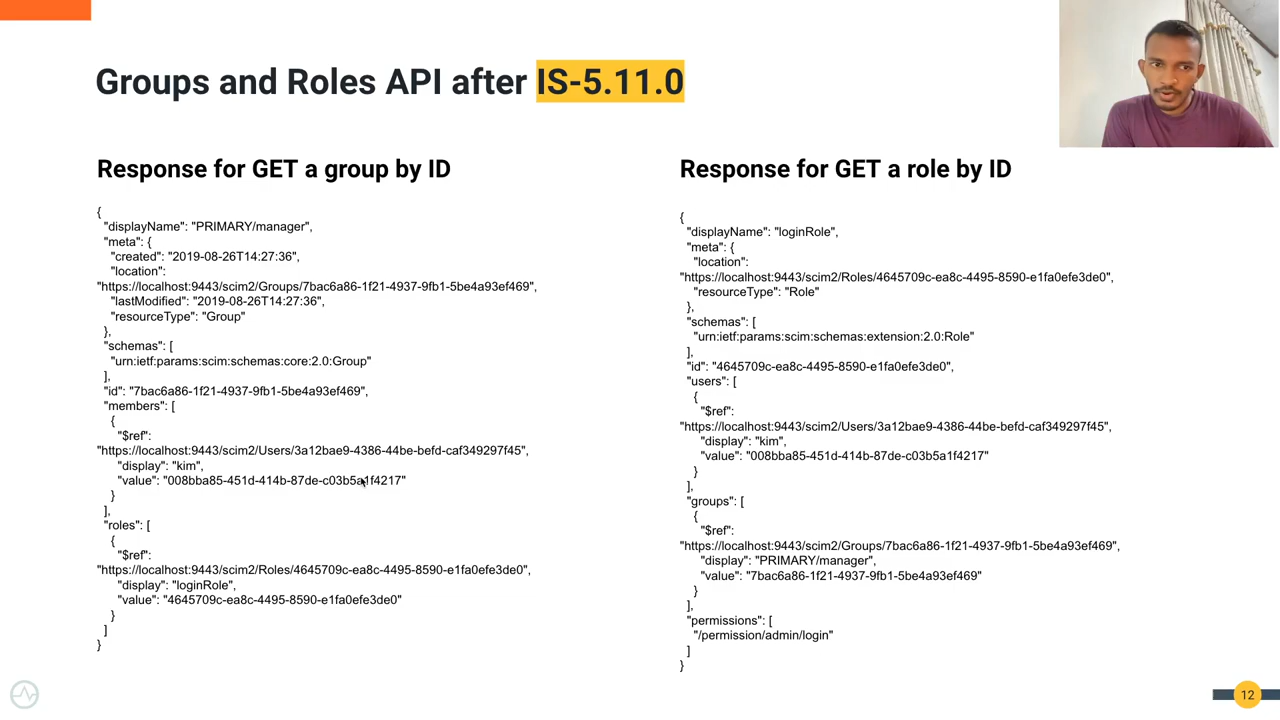 Groups and Roles API after IS-5.11.0
Response for GET a group by ID
{
"displayName": "PRIMARY/manager",
"meta": {
"created": "2019-08-26T14:27:36",
"location":
"https://localhost:9443/scim2/Groups/7bac6a86-1f21-4937-9fb1-5be4a93ef469",
"lastModified": "2019-08-26T14:27:36",
"resourceType": "Group"
},
"schemas": [
"urn:ietf:params:scim:schemas:core:2.0:Group"
],
"id": "7bac6a86-1f21-4937-9fb1-5be4a93ef469",
"members": [
{
"$ref":
"https://localhost:9443/scim2/Users/3a12bae9-4386-44be-befd-caf349297f45",
"display": "kim",
"value": "008bba85-451d-414b-87de-c03b5a1f4217"
}
],
"roles": [
{
"$ref":
"https://localhost:9443/scim2/Roles/4645709c-ea8c-4495-8590-e1fa0efe3de0",
"display": "loginRole",
"value": "4645709c-ea8c-4495-8590-e1fa0efe3de0"
}
]
}
Response for GET a role by ID
{
"displayName": "loginRole",
"meta": {
"location":
"https://localhost:9443/scim2/Roles/4645709c-ea8c-4495-8590-e1fa0efe3de0",
"resourceType": "Role"
},
"schemas": [
"urn:ietf:params:scim:schemas:extension:2.0:Role"
],
"id": "4645709c-ea8c-4495-8590-e1fa0efe3de0",
"users": [
{
"$ref":
"https://localhost:9443/scim2/Users/3a12bae9-4386-44be-befd-caf349297f45",
"display": "kim",
"value": "008bba85-451d-414b-87de-c03b5a1f4217"
}
],
"groups": [
{
"$ref":
"https://localhost:9443/scim2/Groups/7bac6a86-1f21-4937-9fb1-5be4a93ef469",
"display": "PRIMARY/manager",
"value": "7bac6a86-1f21-4937-9fb1-5be4a93ef469"
}
],
"permissions": [
"/permission/admin/login"
]
}
12